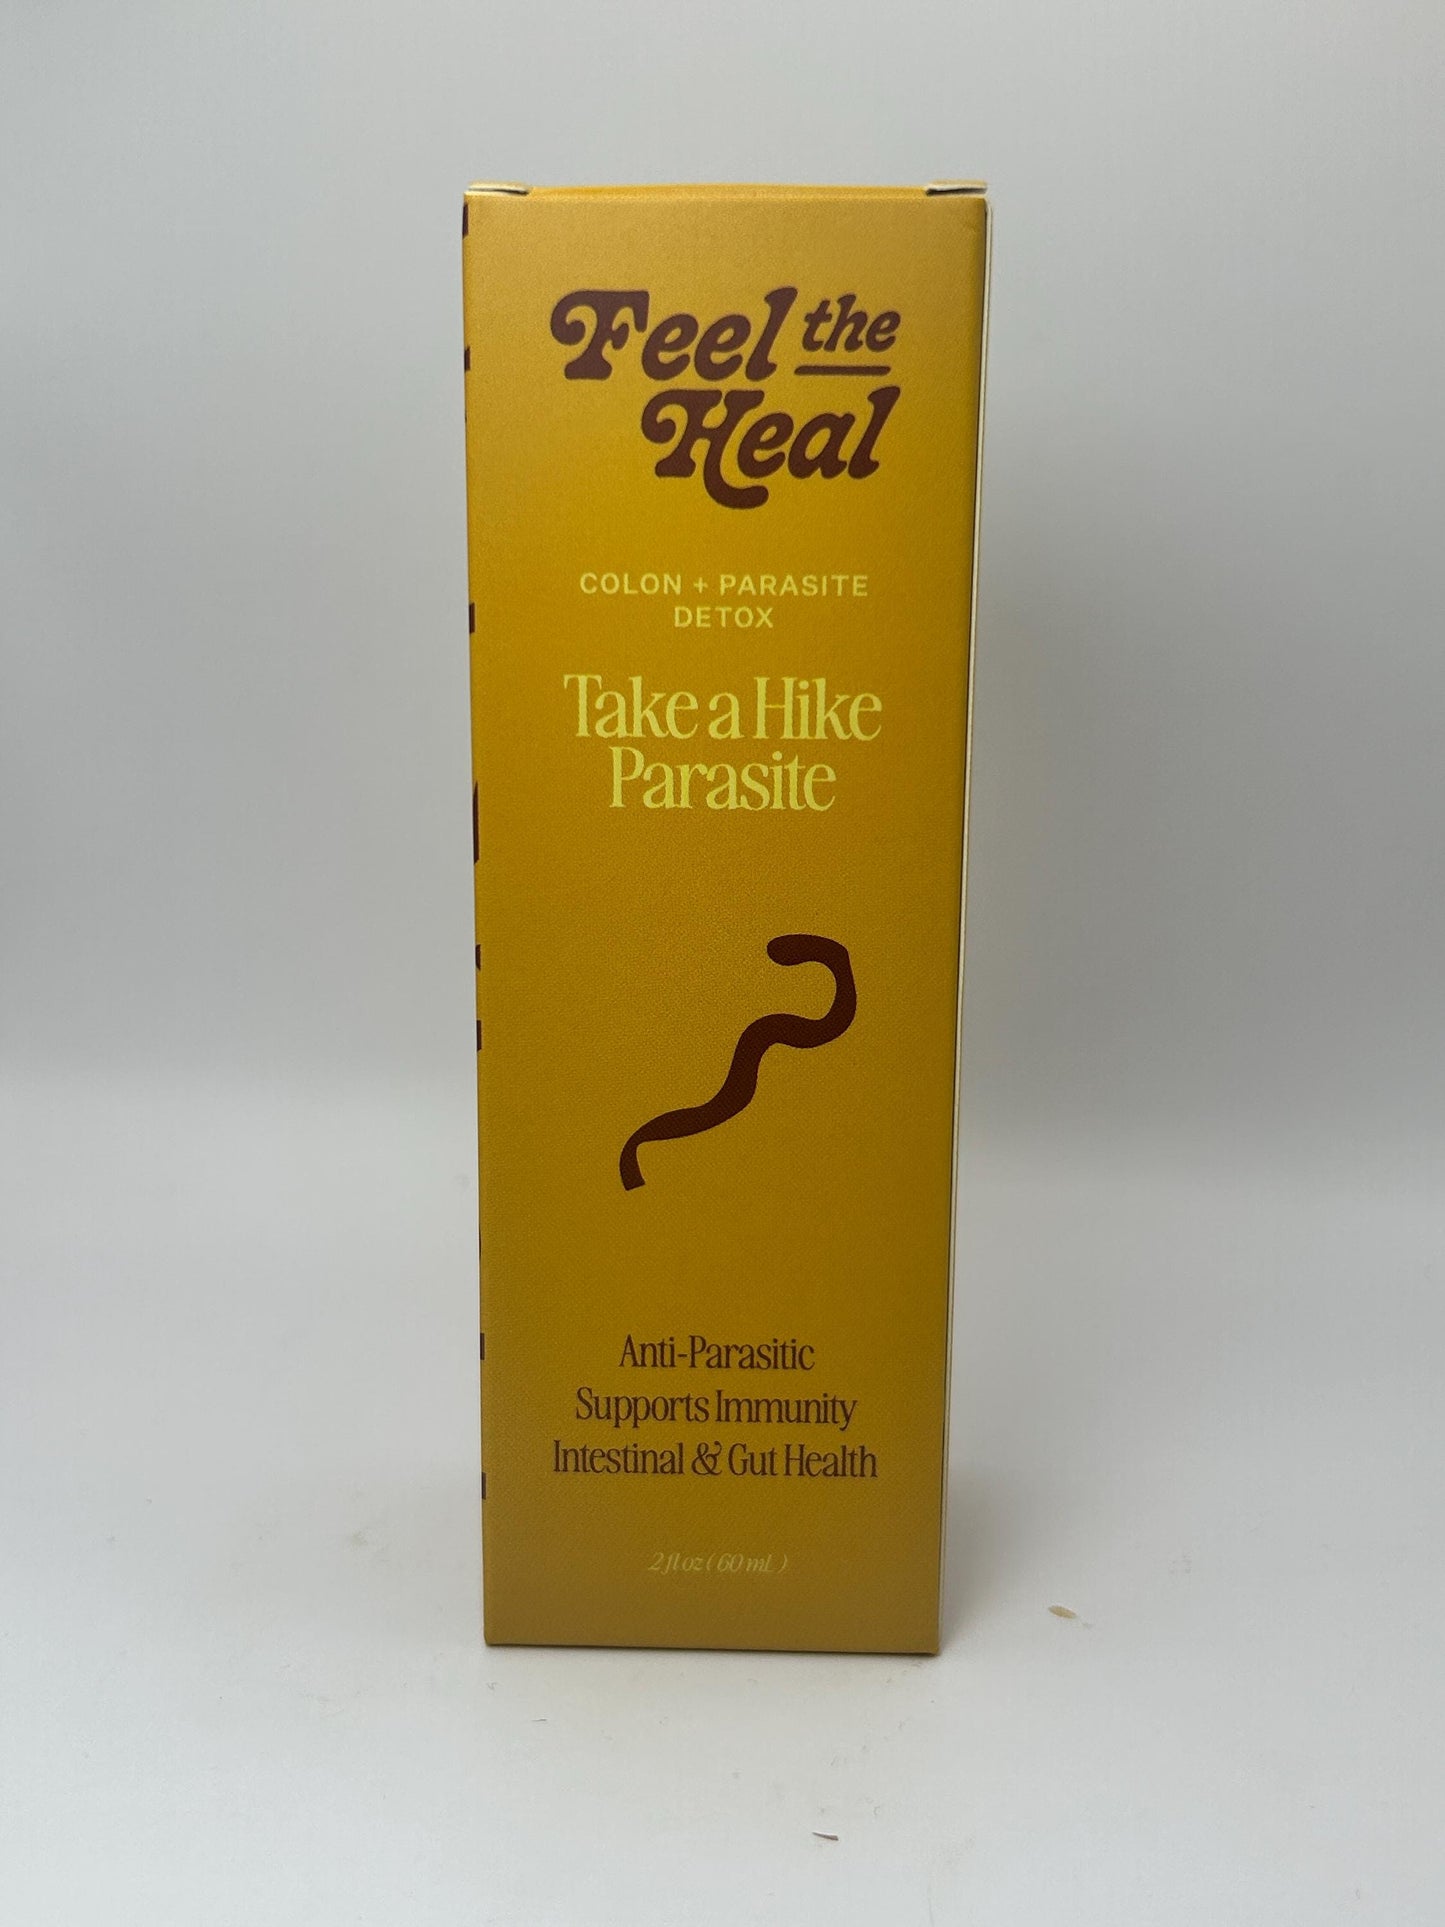 Feel the
Heal
COLON + PARASITE
DETOX
Take a Hike
Parasite
Anti-Parasitic
Supports Immunity
Intestinal & Gut Health
2 fl oz ( 60 mL )